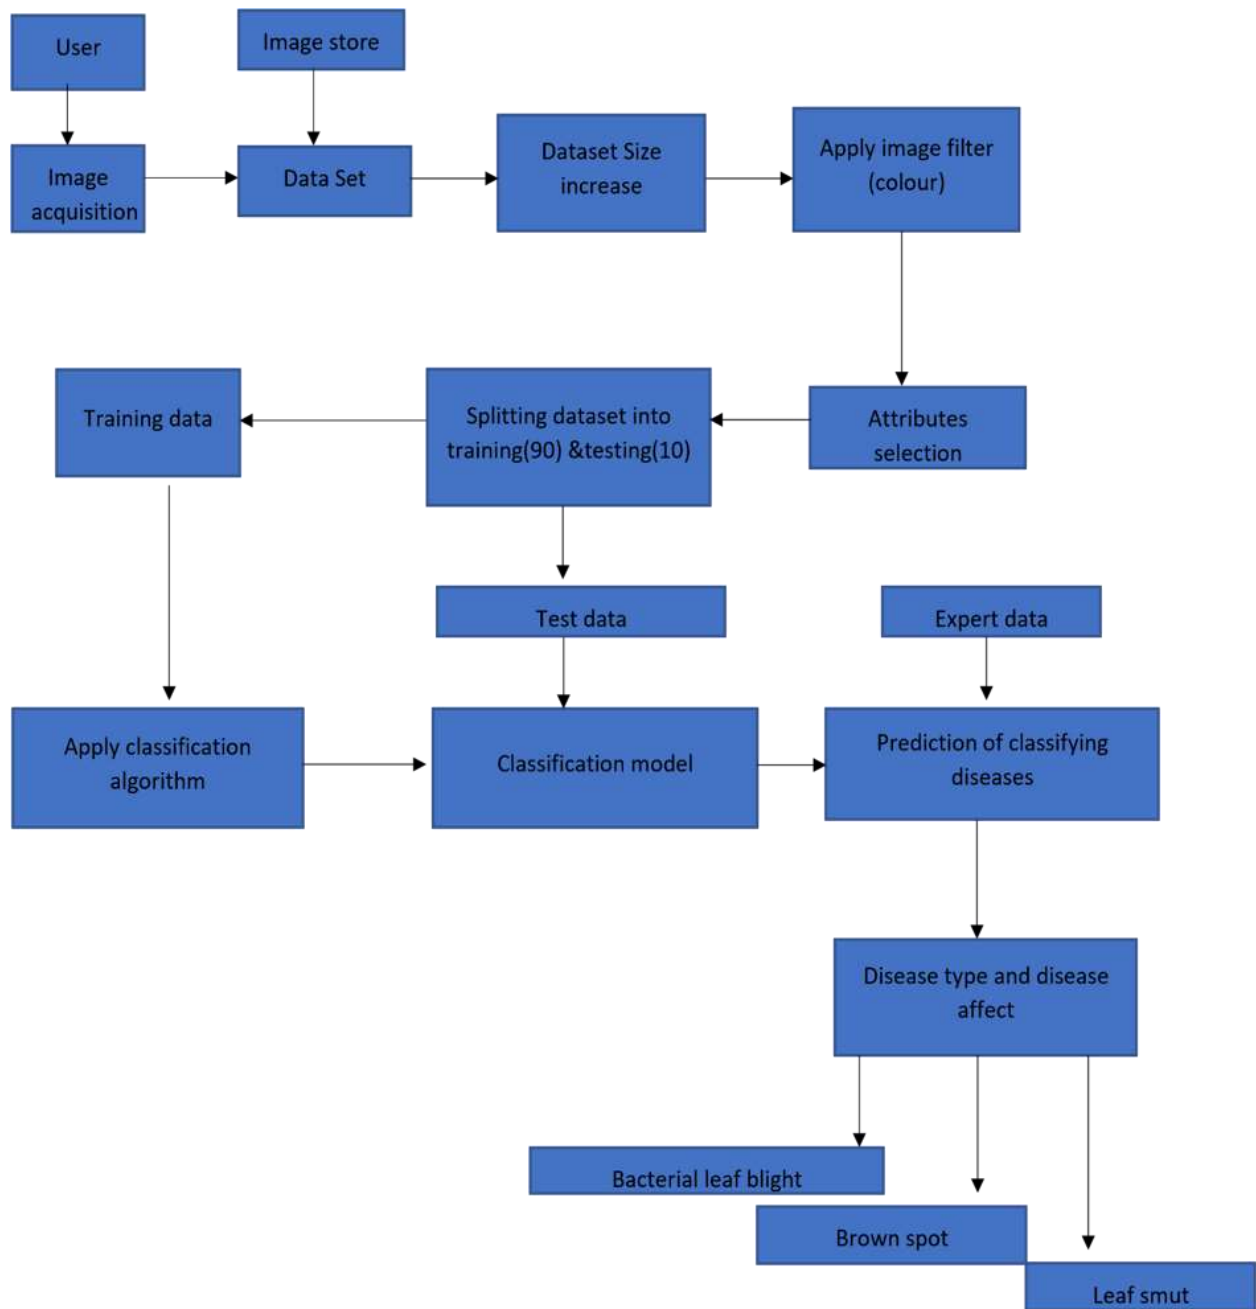 User
Image store
Image
acquisition
Data Set
Dataset Size
increase
Apply image filter
(colour)
Training data
Splitting dataset into
training(90) &testing(10)
Attributes
selection
Test data
Expert data
Apply classification
algorithm
Classification model
Prediction of classifying
diseases
Disease type and disease
affect
Bacterial leaf blight
Brown spot
Leaf smut